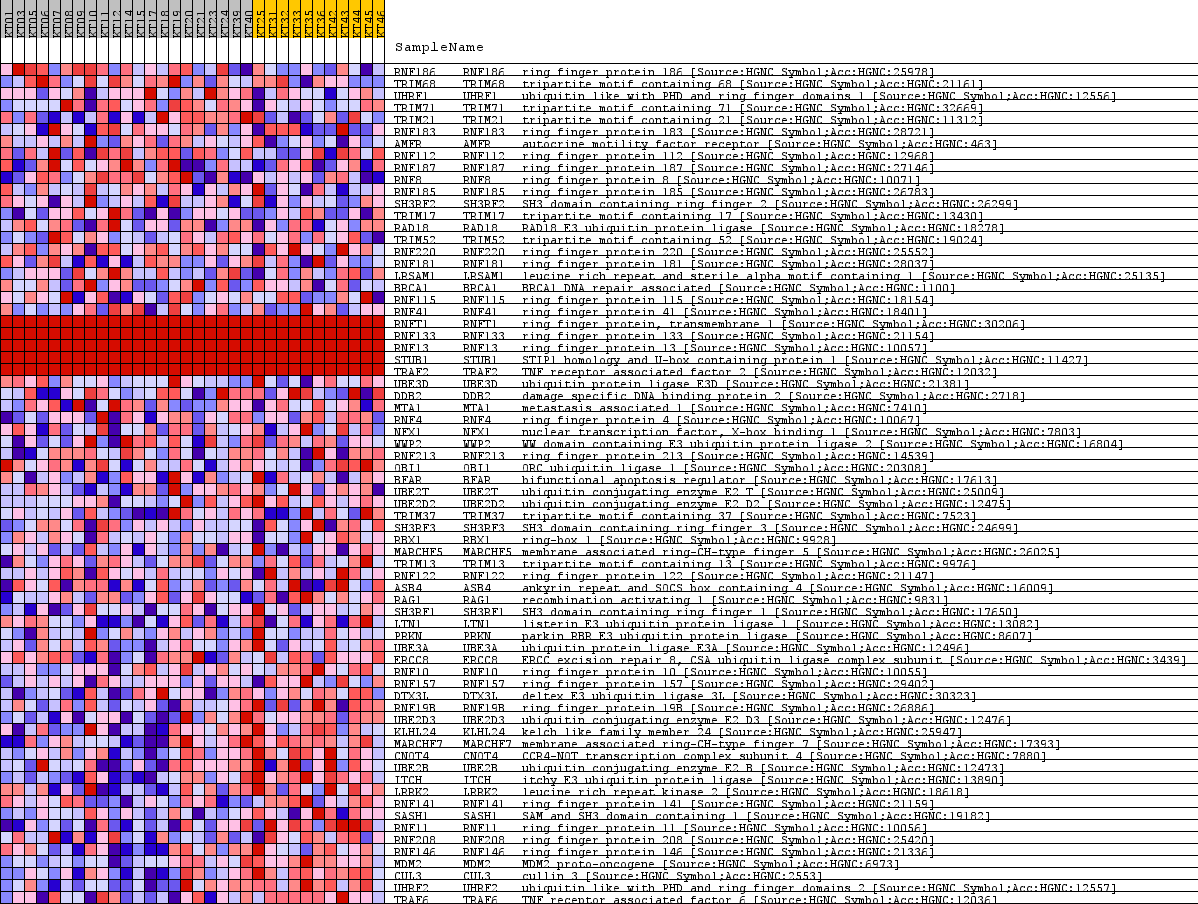 KT01 KT03 KT05 KT06 KT07 KT08 KT09 KT10 KT11 KT12 KT14 KT15 KT17 KT18 KT19 KT20 KT21 KT23 KT24 KT39 KT40 KT25 KT31 KT32 KT33 KT35 KT36 KT42 KT43 KT44 KT45 KT46
SampleName
RNF186 RNF186 ring finger protein 186 [Source:HGNC Symbol;Acc:HGNC:25978]
TRIM68 TRIM68 tripartite motif containing 68 [Source:HGNC Symbol;Acc:HGNC:21161]
UHRF1 UHRF1 ubiquitin like with PHD and ring finger domains 1 [Source:HGNC Symbol;Acc:HGNC:12556]
TRIM71 TRIM71 tripartite motif containing 71 [Source:HGNC Symbol;Acc:HGNC:32669]
TRIM21 TRIM21 tripartite motif containing 21 [Source:HGNC Symbol;Acc:HGNC:11312]
RNF183 RNF183 ring finger protein 183 [Source:HGNC Symbol;Acc:HGNC:28721]
AMFR AMFR autocrine motility factor receptor [Source:HGNC Symbol;Acc:HGNC:463]
RNF112 RNF112 ring finger protein 112 [Source:HGNC Symbol;Acc:HGNC:12968]
RNF187 RNF187 ring finger protein 187 [Source:HGNC Symbol;Acc:HGNC:27146]
RNF8 RNF8 ring finger protein 8 [Source:HGNC Symbol;Acc:HGNC:10071]
RNF185 RNF185 ring finger protein 185 [Source:HGNC Symbol;Acc:HGNC:26783]
SH3RF2 SH3RF2 SH3 domain containing ring finger 2 [Source:HGNC Symbol;Acc:HGNC:26299]
TRIM17 TRIM17 tripartite motif containing 17 [Source:HGNC Symbol;Acc:HGNC:13430]
RAD18 RAD18 RAD18 E3 ubiquitin protein ligase [Source:HGNC Symbol;Acc:HGNC:18278]
TRIM52 TRIM52 tripartite motif containing 52 [Source:HGNC Symbol;Acc:HGNC:19024]
RNF220 RNF220 ring finger protein 220 [Source:HGNC Symbol;Acc:HGNC:25552]
RNF181 RNF181 ring finger protein 181 [Source:HGNC Symbol;Acc:HGNC:28037]
LRSAM1 LRSAM1 leucine rich repeat and sterile alpha motif containing 1 [Source:HGNC Symbol;Acc:HGNC:25135]
BRCA1 BRCA1 BRCA1 DNA repair associated [Source:HGNC Symbol;Acc:HGNC:1100]
RNF115 RNF115 ring finger protein 115 [Source:HGNC Symbol;Acc:HGNC:18154]
RNF41 RNF41 ring finger protein 41 [Source:HGNC Symbol;Acc:HGNC:18401]
RNFT1 RNFT1 ring finger protein, transmembrane 1 [Source:HGNC Symbol;Acc:HGNC:30206]
RNF133 RNF133 ring finger protein 133 [Source:HGNC Symbol;Acc:HGNC:21154]
RNF13 RNF13 ring finger protein 13 [Source:HGNC Symbol;Acc:HGNC:10057]
STUB1 STUB1 STIP1 homology and U-box containing protein 1 [Source:HGNC Symbol;Acc:HGNC:11427]
TRAF2 TRAF2 TNF receptor associated factor 2 [Source:HGNC Symbol;Acc:HGNC:12032]
UBE3D UBE3D ubiquitin protein ligase E3D [Source:HGNC Symbol;Acc:HGNC:21381]
DDB2 DDB2 damage specific DNA binding protein 2 [Source:HGNC Symbol;Acc:HGNC:2718]
MTA1 MTA1 metastasis associated 1 [Source:HGNC Symbol;Acc:HGNC:7410]
RNF4 RNF4 ring finger protein 4 [Source:HGNC Symbol;Acc:HGNC:10067]
NFX1 NFX1 nuclear transcription factor, X-box binding 1 [Source:HGNC Symbol;Acc:HGNC:7803]
WWP2 WWP2 WW domain containing E3 ubiquitin protein ligase 2 [Source:HGNC Symbol;Acc:HGNC:16804]
RNF213 RNF213 ring finger protein 213 [Source:HGNC Symbol;Acc:HGNC:14539]
OBI1 OBI1 ORC ubiquitin ligase 1 [Source:HGNC Symbol;Acc:HGNC:20308]
BFAR BFAR bifunctional apoptosis regulator [Source:HGNC Symbol;Acc:HGNC:17613]
UBE2T UBE2T ubiquitin conjugating enzyme E2 T [Source:HGNC Symbol;Acc:HGNC:25009]
UBE2D2 UBE2D2 ubiquitin conjugating enzyme E2 D2 [Source:HGNC Symbol;Acc:HGNC:12475]
TRIM37 TRIM37 tripartite motif containing 37 [Source:HGNC Symbol;Acc:HGNC:7523]
SH3RF3 SH3RF3 SH3 domain containing ring finger 3 [Source:HGNC Symbol;Acc:HGNC:24699]
RBX1 RBX1 ring-box 1 [Source:HGNC Symbol;Acc:HGNC:9928]
MARCHF5 MARCHF5 membrane associated ring-CH-type finger 5 [Source:HGNC Symbol;Acc:HGNC:26025]
TRIM13 TRIM13 tripartite motif containing 13 [Source:HGNC Symbol;Acc:HGNC:9976]
RNF122 RNF122 ring finger protein 122 [Source:HGNC Symbol;Acc:HGNC:21147]
ASB4 ASB4 ankyrin repeat and SOCS box containing 4 [Source:HGNC Symbol;Acc:HGNC:16009]
RAG1 RAG1 recombination activating 1 [Source:HGNC Symbol;Acc:HGNC:9831]
SH3RF1 SH3RF1 SH3 domain containing ring finger 1 [Source:HGNC Symbol;Acc:HGNC:17650]
LTN1 LTN1 listerin E3 ubiquitin protein ligase 1 [Source:HGNC Symbol;Acc:HGNC:13082]
PRKN PRKN parkin RBR E3 ubiquitin protein ligase [Source:HGNC Symbol;Acc:HGNC:8607]
UBE3A UBE3A ubiquitin protein ligase E3A [Source:HGNC Symbol;Acc:HGNC:12496]
ERCC8 ERCC8 ERCC excision repair 8, CSA ubiquitin ligase complex subunit [Source:HGNC Symbol;Acc:HGNC:3439]
RNF10 RNF10 ring finger protein 10 [Source:HGNC Symbol;Acc:HGNC:10055]
RNF157 RNF157 ring finger protein 157 [Source:HGNC Symbol;Acc:HGNC:29402]
DTX3L DTX3L deltex E3 ubiquitin ligase 3L [Source:HGNC Symbol;Acc:HGNC:30323]
RNF19B RNF19B ring finger protein 19B [Source:HGNC Symbol;Acc:HGNC:26886]
UBE2D3 UBE2D3 ubiquitin conjugating enzyme E2 D3 [Source:HGNC Symbol;Acc:HGNC:12476]
KLHL24 KLHL24 kelch like family member 24 [Source:HGNC Symbol;Acc:HGNC:25947]
MARCHF7 MARCHF7 membrane associated ring-CH-type finger 7 [Source:HGNC Symbol;Acc:HGNC:17393]
CNOT4 CNOT4 CCR4-NOT transcription complex subunit 4 [Source:HGNC Symbol;Acc:HGNC:7880]
UBE2B UBE2B ubiquitin conjugating enzyme E2 B [Source:HGNC Symbol;Acc:HGNC:12473]
ITCH ITCH itchy E3 ubiquitin protein ligase [Source:HGNC Symbol;Acc:HGNC:13890]
LRRK2 LRRK2 leucine rich repeat kinase 2 [Source:HGNC Symbol;Acc:HGNC:18618]
RNF141 RNF141 ring finger protein 141 [Source:HGNC Symbol;Acc:HGNC:21159]
SASH1 SASH1 SAM and SH3 domain containing 1 [Source:HGNC Symbol;Acc:HGNC:19182]
RNF11 RNF11 ring finger protein 11 [Source:HGNC Symbol;Acc:HGNC:10056]
RNF208 RNF208 ring finger protein 208 [Source:HGNC Symbol;Acc:HGNC:25420]
RNF146 RNF146 ring finger protein 146 [Source:HGNC Symbol;Acc:HGNC:21336]
MDM2 MDM2 MDM2 proto-oncogene [Source:HGNC Symbol;Acc:HGNC:6973]
CUL3 CUL3 cullin 3 [Source:HGNC Symbol;Acc:HGNC:2553]
UHRF2 UHRF2 ubiquitin like with PHD and ring finger domains 2 [Source:HGNC Symbol;Acc:HGNC:12557]
TRAF6 TRAF6 TNF receptor associated factor 6 [Source:HGNC Symbol;Acc:HGNC:12036]